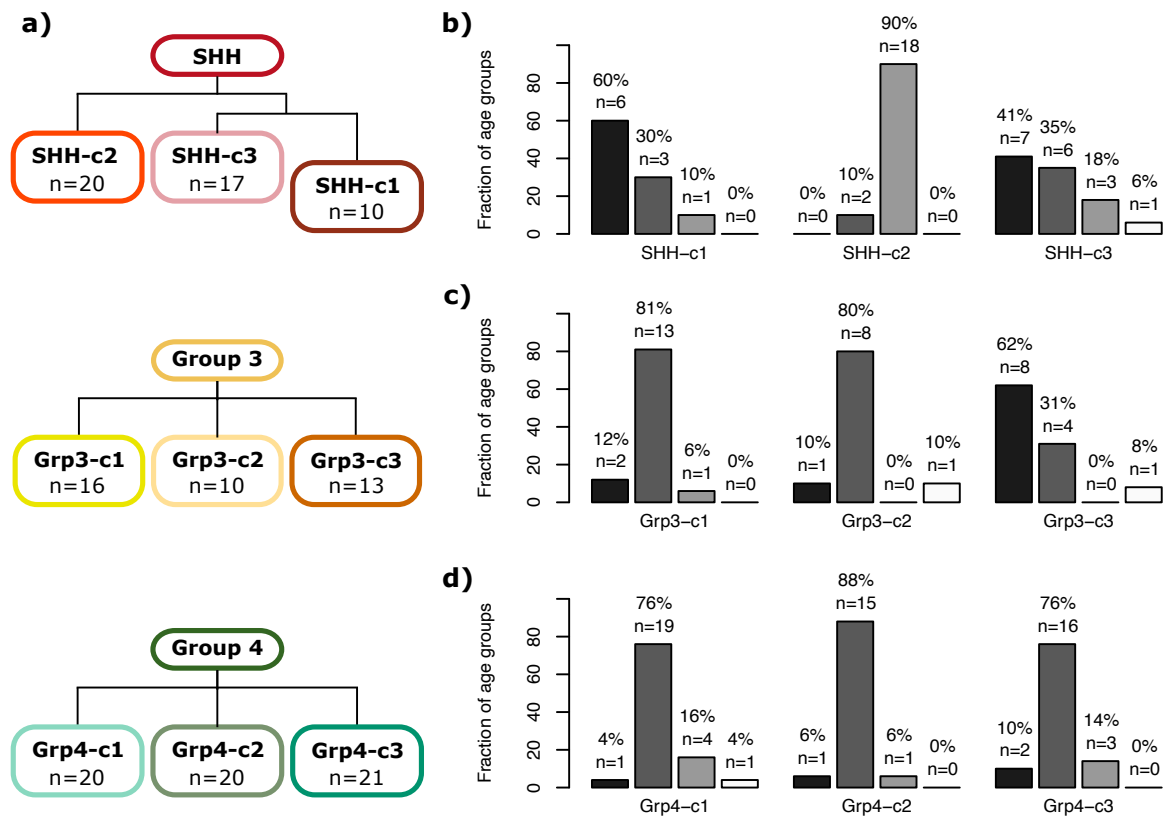 a)
SHH
SHH-c2
n=20
SHH-c3
n=17
SHH-c1
n=10
b)
Fraction of age groups
0 20 40 60 80
60%
n=6
30%
n=3
10%
n=1
0%
n=0
SHH−c1
0%
n=0
10%
n=2
90%
n=18
0%
n=0
SHH−c2
41%
n=7
35%
n=6
18%
n=3
6%
n=1
SHH−c3
Group 3
Grp3-c1
n=16
Grp3-c2
n=10
Grp3-c3
n=13
c)
Fraction of age groups
0 20 40 60 80
12%
n=2
81%
n=13
6%
n=1
0%
n=0
Grp3−c1
10%
n=1
80%
n=8
0%
n=0
10%
n=1
Grp3−c2
62%
n=8
31%
n=4
0%
n=0
8%
n=1
Grp3−c3
Group 4
Grp4-c1
n=20
Grp4-c2
n=20
Grp4-c3
n=21
d)
Fraction of age groups
0 20 40 60 80
4%
n=1
76%
n=19
16%
n=4
4%
n=1
Grp4−c1
6%
n=1
88%
n=15
6%
n=1
0%
n=0
Grp4−c2
10%
n=2
76%
n=16
14%
n=3
0%
n=0
Grp4−c3